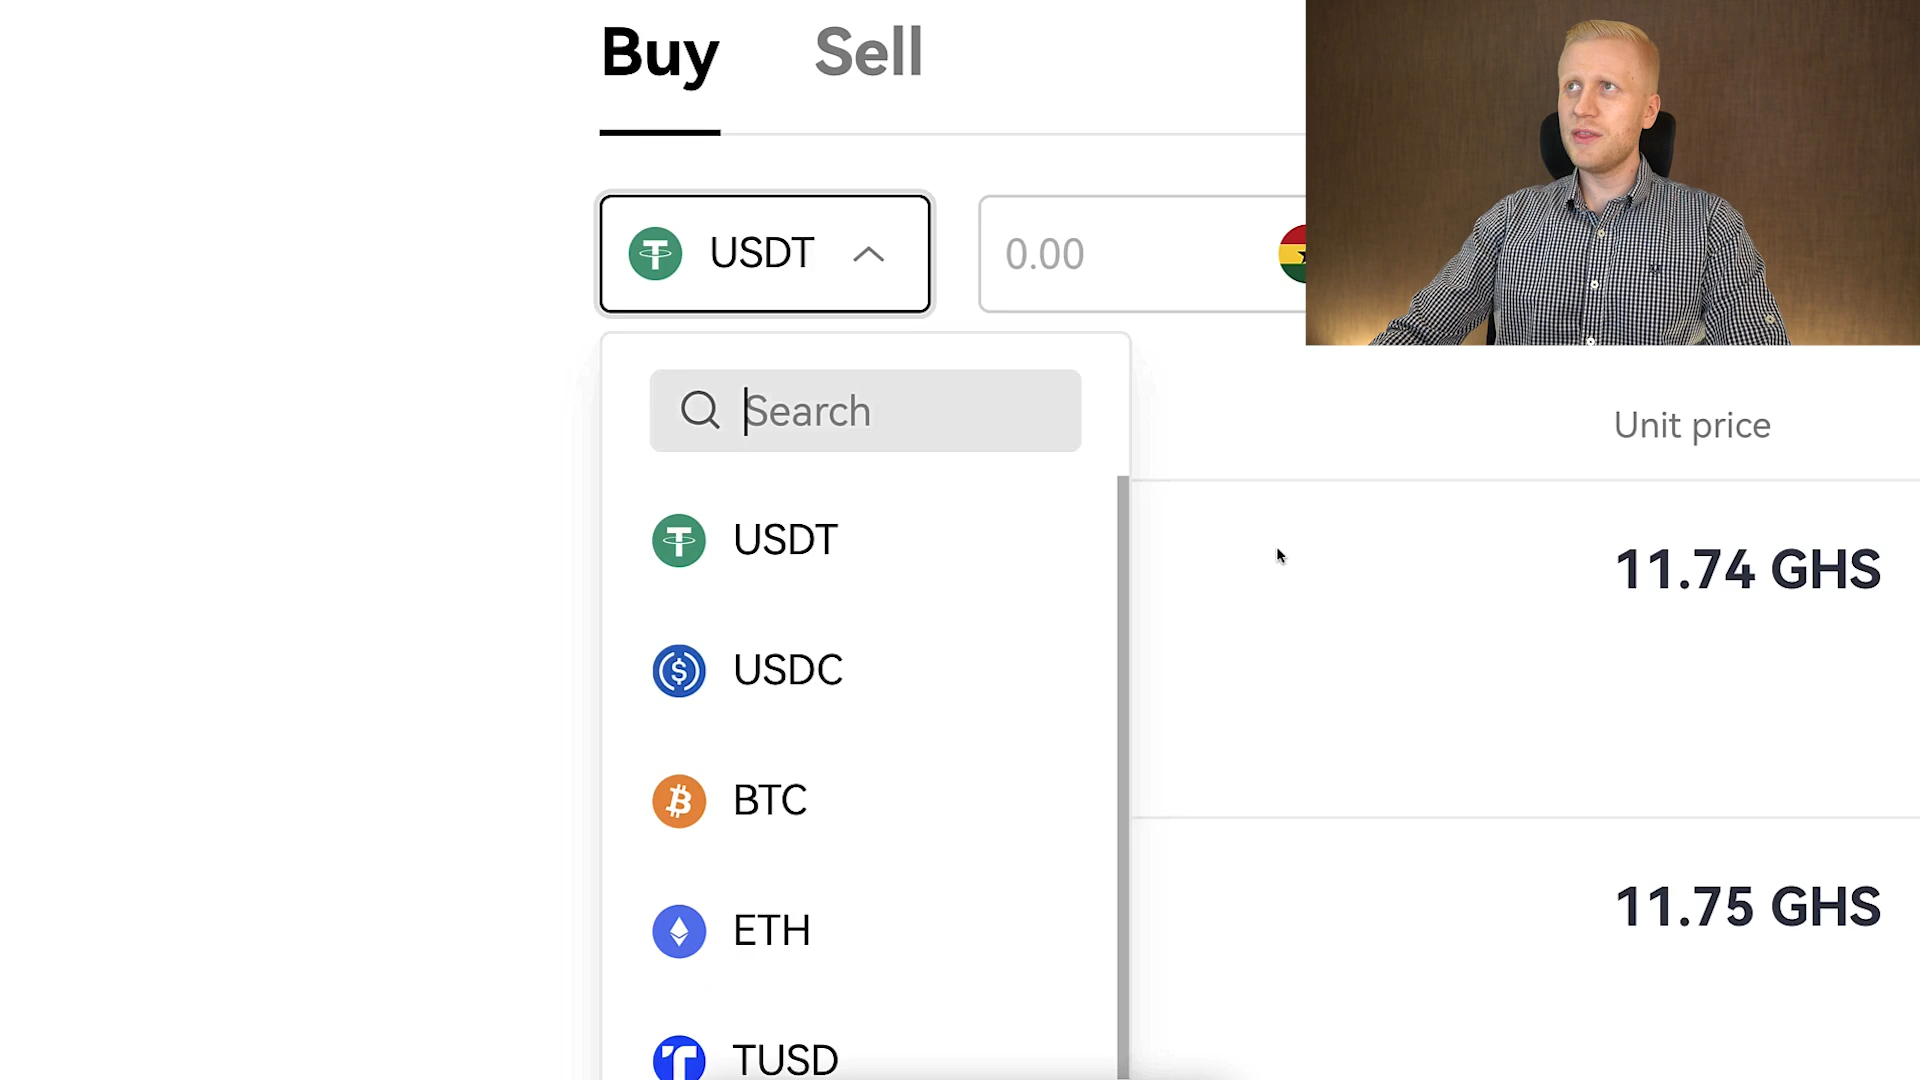 Buy Sell
USDT 0.00
Search
Unit price
USDT
11.74 GHS
USDC
BTC
11.75 GHS
ETH
TUSD